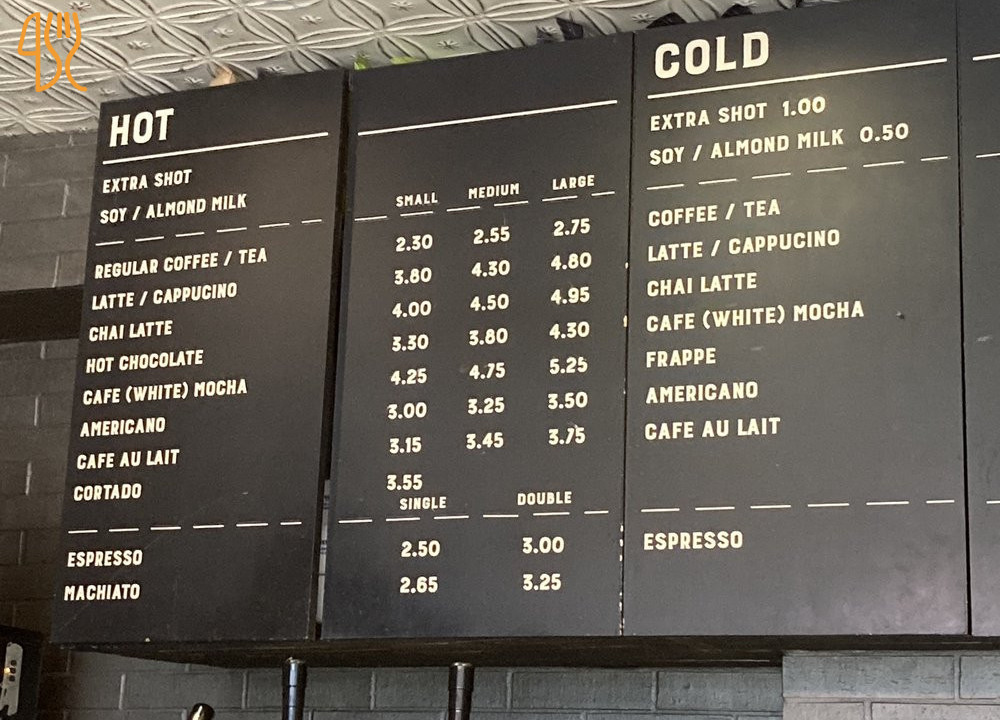 HOT
EXTRA SHOT
SOY / ALMOND MILK
SMALL MEDIUM LARGE
REGULAR COFFEE / TEA 2.30 2.55 2.75
LATTE / CAPPUCINO 3.80 4.30 4.80
CHAI LATTE 4.00 4.50 4.95
HOT CHOCOLATE 3.30 3.80 4.30
CAFE (WHITE) MOCHA 4.25 4.75 5.25
AMERICANO 3.00 3.25 3.50
CAFE AU LAIT 3.15 3.45 3.75
CORTADO 3.55
SINGLE DOUBLE
ESPRESSO 2.50 3.00
MACHIATO 2.65 3.25
COLD
EXTRA SHOT 1.00
SOY / ALMOND MILK 0.50
COFFEE / TEA
LATTE / CAPPUCINO
CHAI LATTE
CAFE (WHITE) MOCHA
FRAPPE
AMERICANO
CAFE AU LAIT
ESPRESSO